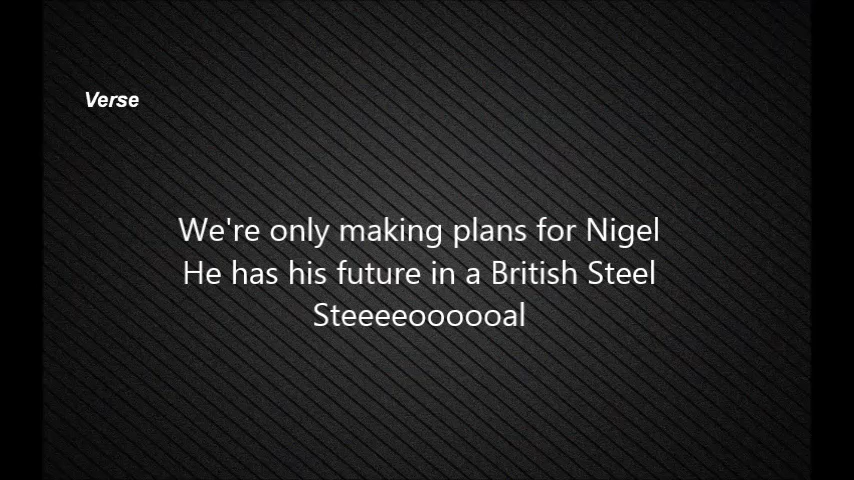 Verse
We're only making plans for Nigel
He has his future in a British Steel
Steeeeoooooal